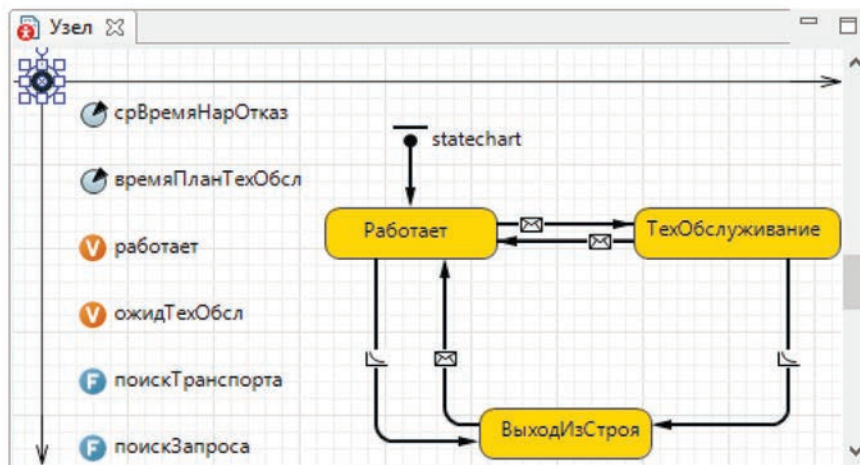 Узел
срВремяНарОтказ
statechart
времяПланТехОбсл
Работает
ТехОбслуживание
работает
ожидТехОбсл
поискТранспорта
ВыходИзСтроя
поискЗапроса